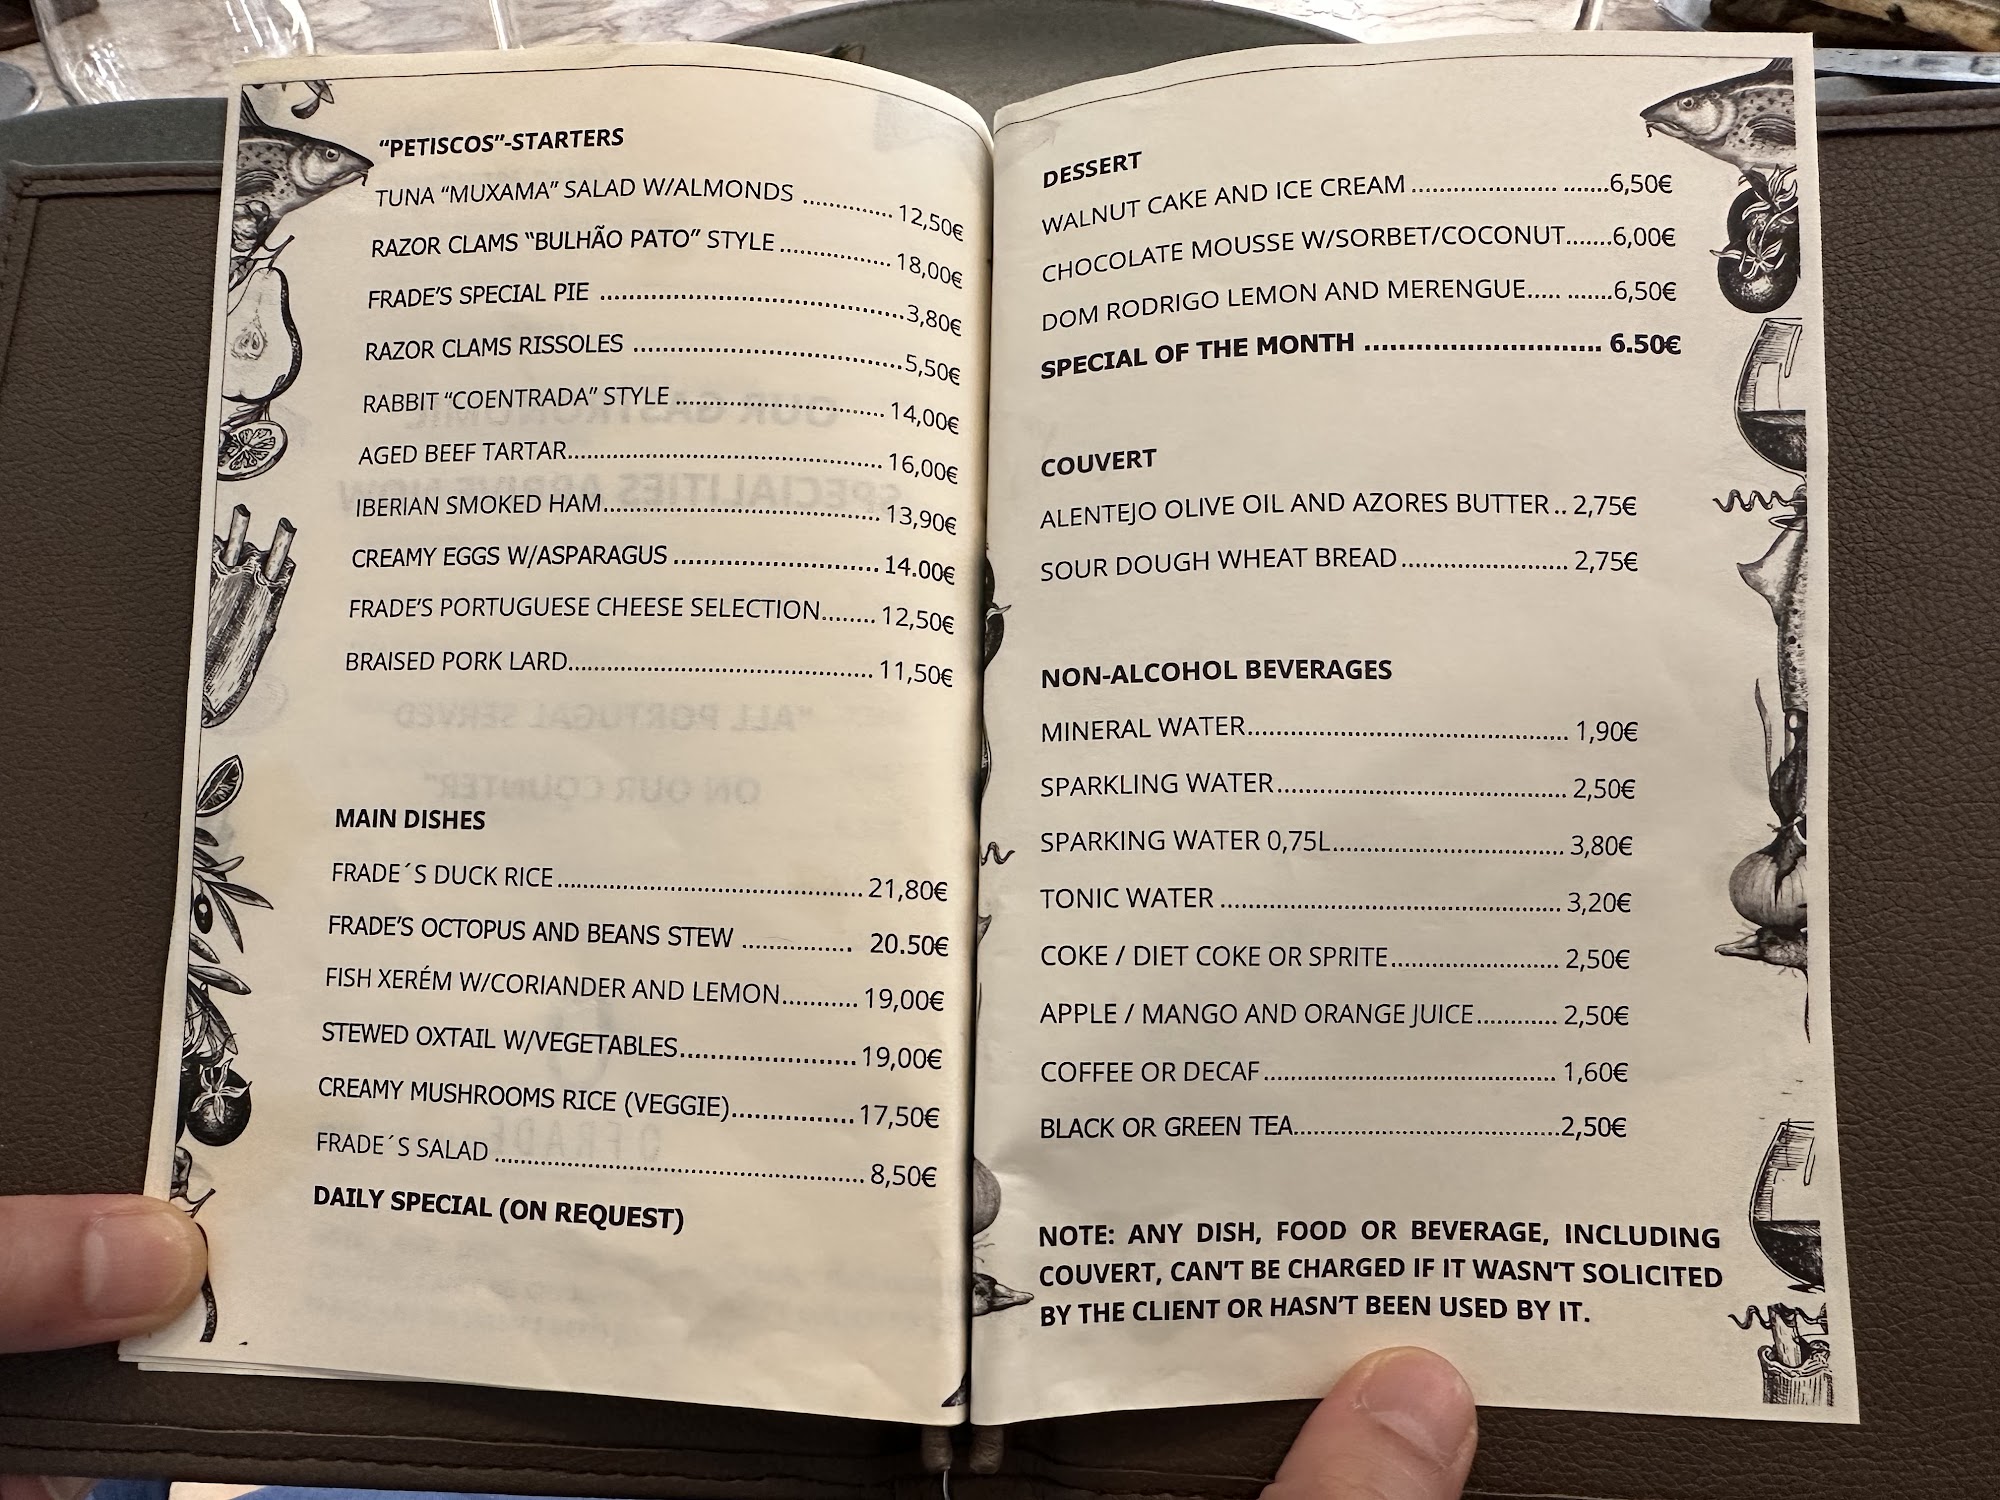 "PETISCOS"-STARTERS
TUNA "MUXAMA" SALAD W/ALMONDS .............. 12,50€
RAZOR CLAMS "BULHÃO PATO" STYLE ................. 18,00€
FRADE'S SPECIAL PIE ..............................................3,80€
RAZOR CLAMS RISSOLES .........................................5,50€
RABBIT "COENTRADA" STYLE ................................ 14,00€
AGED BEEF TARTAR................................................ 16,00€
IBERIAN SMOKED HAM.......................................... 13,90€
CREAMY EGGS W/ASPARAGUS ............................... 14.00€
FRADE'S PORTUGUESE CHEESE SELECTION........ 12,50€
BRAISED PORK LARD.............................................. 11,50€
MAIN DISHES
FRADE´S DUCK RICE.............................................. 21,80€
FRADE'S OCTOPUS AND BEANS STEW ................ 20.50€
FISH XERÉM W/CORIANDER AND LEMON........... 19,00€
STEWED OXTAIL W/VEGETABLES.......................... 19,00€
CREAMY MUSHROOMS RICE (VEGGIE).................. 17,50€
FRADE´S SALAD ....................................................... 8,50€
DAILY SPECIAL (ON REQUEST)
DESSERT
WALNUT CAKE AND ICE CREAM ...................... .......6,50€
CHOCOLATE MOUSSE W/SORBET/COCONUT.......6,00€
DOM RODRIGO LEMON AND MERENGUE..... .......6,50€
SPECIAL OF THE MONTH .............................. 6.50€
COUVERT
ALENTEJO OLIVE OIL AND AZORES BUTTER.. 2,75€
SOUR DOUGH WHEAT BREAD......................... 2,75€
NON-ALCOHOL BEVERAGES
MINERAL WATER................................................ 1,90€
SPARKLING WATER............................................ 2,50€
SPARKING WATER 0,75L................................... 3,80€
TONIC WATER ................................................... 3,20€
COKE / DIET COKE OR SPRITE......................... 2,50€
APPLE / MANGO AND ORANGE JUICE............ 2,50€
COFFEE OR DECAF............................................ 1,60€
BLACK OR GREEN TEA.......................................2,50€
NOTE: ANY DISH, FOOD OR BEVERAGE, INCLUDING
COUVERT, CAN'T BE CHARGED IF IT WASN'T SOLICITED
BY THE CLIENT OR HASN'T BEEN USED BY IT.